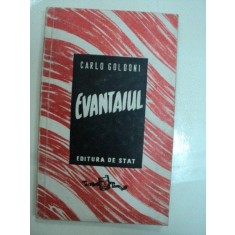 CARLO GOLDONI
EVANTAIUL
EDITURA DE STAT